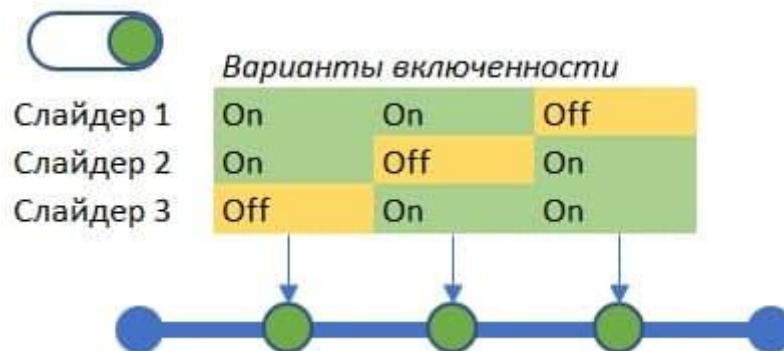 Варианты включенности
Слайдер 1 On On Off
Слайдер 2 On Off On
Слайдер 3 Off On On